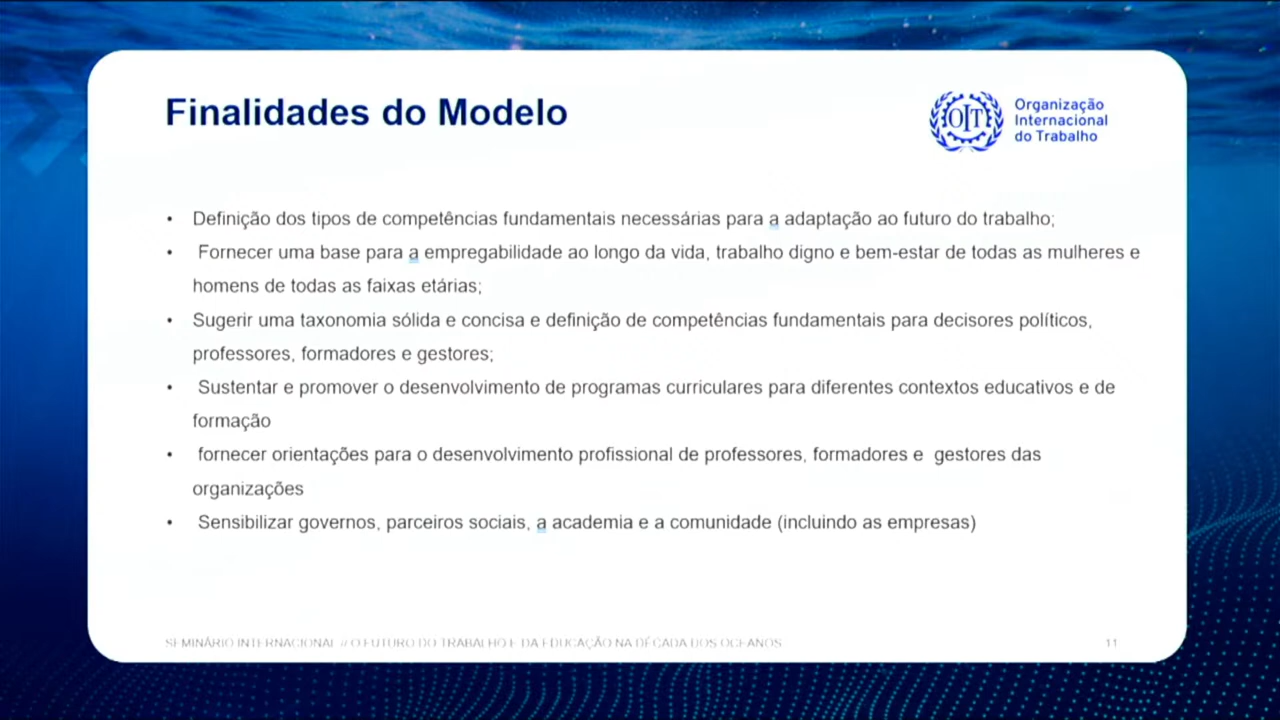 Finalidades do Modelo
OIT
Organização
Internacional
do Trabalho
• Definição dos tipos de competências fundamentais necessárias para a adaptação ao futuro do trabalho;
• Fornecer uma base para a empregabilidade ao longo da vida, trabalho digno e bem-estar de todas as mulheres e
homens de todas as faixas etárias;
• Sugerir uma taxonomia sólida e concisa e definição de competências fundamentais para decisores políticos,
professores, formadores e gestores;
• Sustentar e promover o desenvolvimento de programas curriculares para diferentes contextos educativos e de
formação
• fornecer orientações para o desenvolvimento profissional de professores, formadores e gestores das
organizações
• Sensibilizar governos, parceiros sociais, a academia e a comunidade (incluindo as empresas)
SEMINÁRIO INTERNACIONAL // O FUTURO DO TRABALHO E DA EDUCAÇÃO NA DÉCADA DOS OCEANOS
11